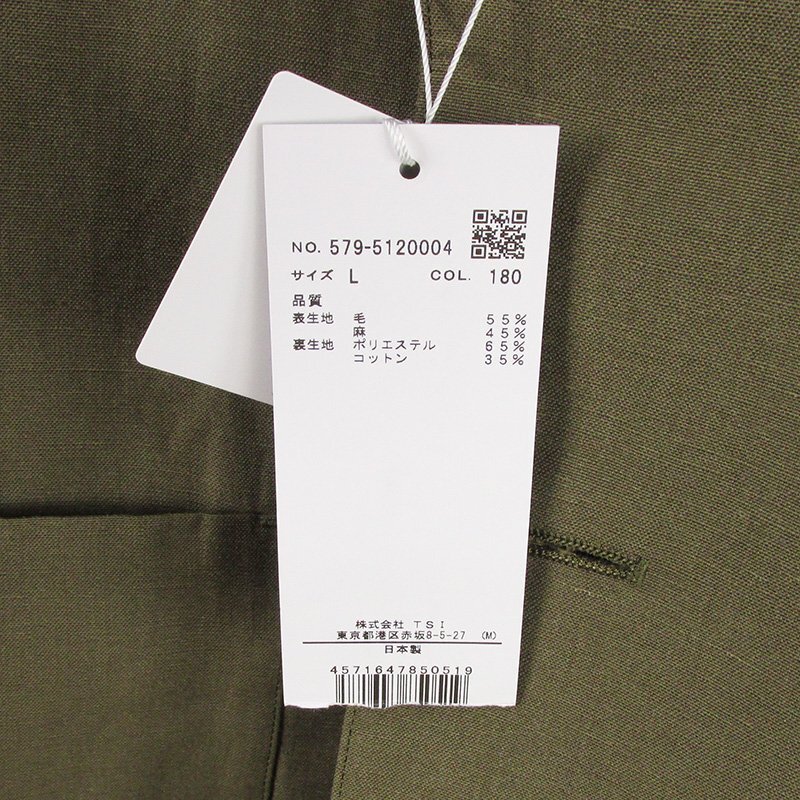 NO. 579-5120004
サイズ L COL. 180
品質
表生地 毛 55%
麻 45%
裏生地 ポリエステル 65%
コットン 35%
株式会社 TSI
東京都港区赤坂8-5-27 (M)
日本製
4571647850519